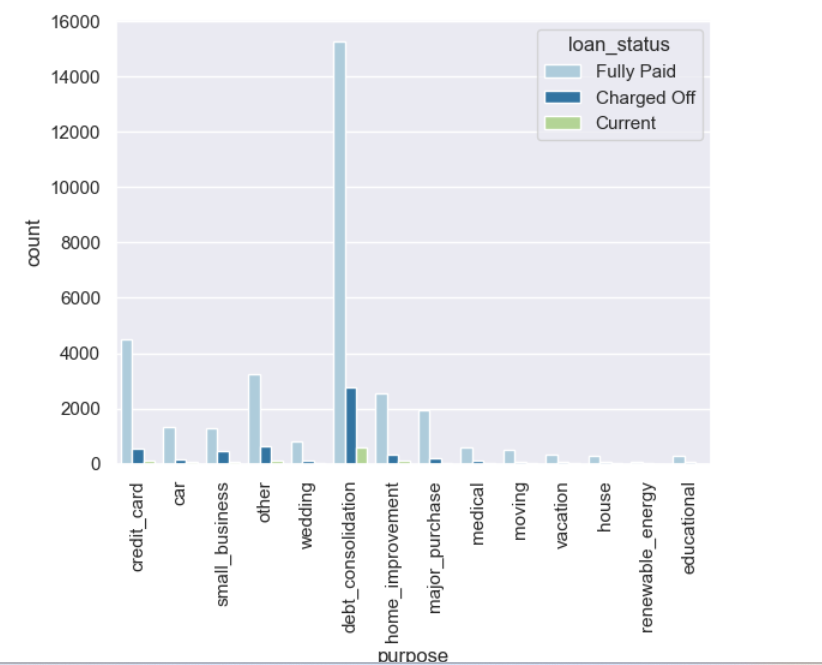 16000
14000
12000
10000
8000
6000
4000
2000
0
count
loan_status
Fully Paid
Charged Off
Current
credit_card
car
small_business
other
wedding
debt_consolidation
home_improvement
major_purchase
medical
moving
vacation
house
renewable_energy
educational
purpose